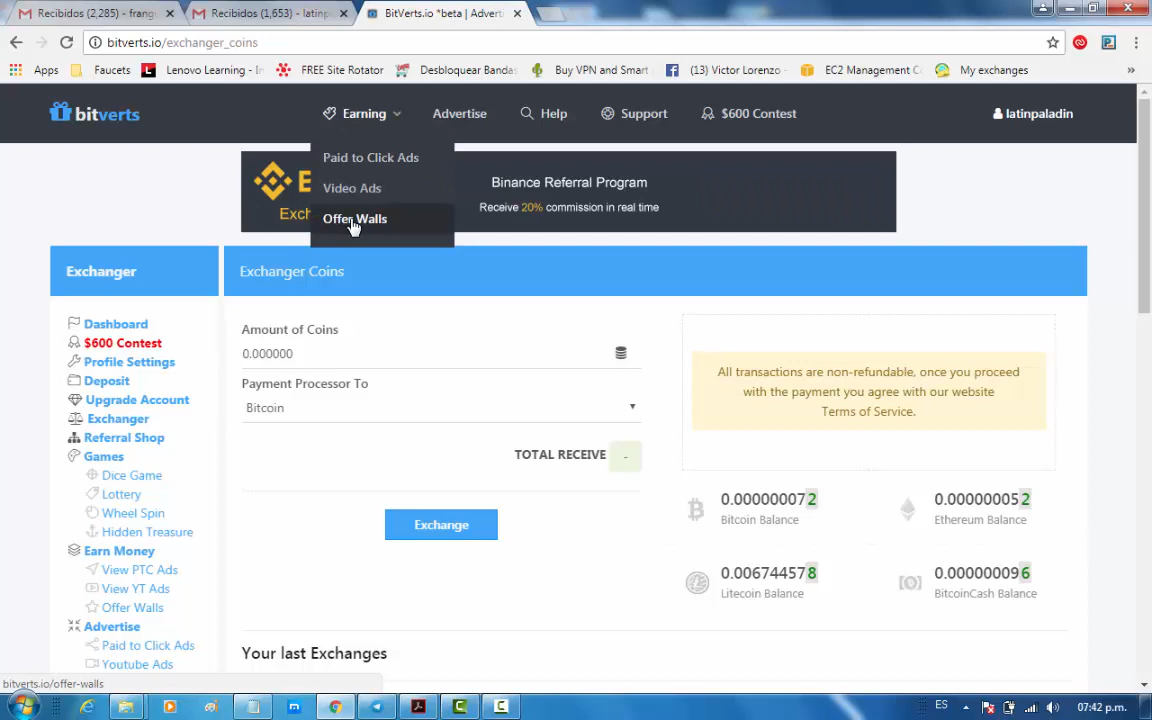 Recibidos (2,285) - frangu
Recibidos (1,653) - latinp
BitVerts.io *beta | Advert
bitverts.io/exchanger_coins
Apps
Faucets
Lenovo Learning - In
FREE Site Rotator
Desbloquear Bandas
Buy VPN and Smart
(13) Victor Lorenzo
EC2 Management C
My exchanges
»
bitverts
Earning
Advertise
Help
Support
$600 Contest
latinpaladin
Paid to Click Ads
Video Ads
Offer Walls
Exch
Binance Referral Program
Receive 20% commission in real time
Exchanger
Exchanger Coins
Dashboard
$600 Contest
Profile Settings
Deposit
Upgrade Account
Exchanger
Referral Shop
Games
Dice Game
Lottery
Wheel Spin
Hidden Treasure
Earn Money
View PTC Ads
View YT Ads
Offer Walls
Advertise
Paid to Click Ads
Youtube Ads
Amount of Coins
0.000000
Payment Processor To
Bitcoin
TOTAL RECEIVE -
Exchange
All transactions are non-refundable, once you proceed
with the payment you agree with our website
Terms of Service.
0.000000072
Bitcoin Balance
0.000000052
Ethereum Balance
0.006744578
Litecoin Balance
0.000000096
BitcoinCash Balance
Your last Exchanges
bitverts.io/offer-walls
ES
07:42 p.m.